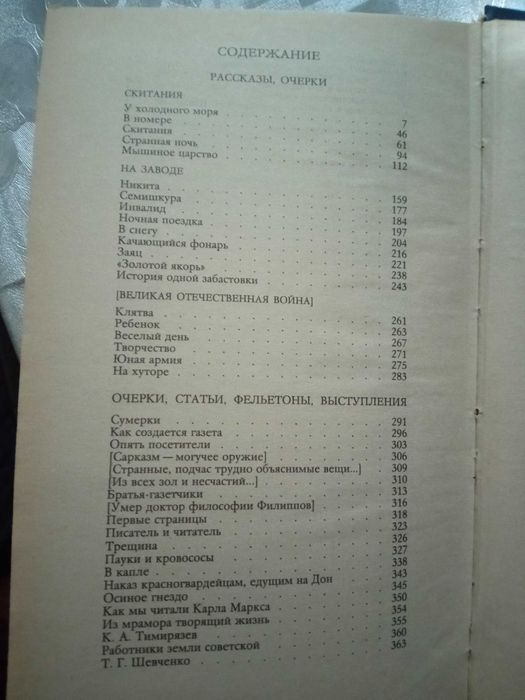 СОДЕРЖАНИЕ
РАССКАЗЫ, ОЧЕРКИ
СКИТАНИЯ
У холодного моря . . . 7
В номере . . . 46
Скитания . . . 61
Странная ночь . . . 94
Мышиное царство . . . 112
НА ЗАВОДЕ
Никита . . . 159
Семишкура . . . 177
Инвалид . . . 184
Ночная поездка . . . 197
В снегу . . . 204
Качающийся фонарь . . . 216
Заяц . . . 221
«Золотой якорь» . . . 238
История одной забастовки . . . 243
[ВЕЛИКАЯ ОТЕЧЕСТВЕННАЯ ВОЙНА]
Клятва . . . 261
Ребенок . . . 263
Веселый день . . . 267
Творчество . . . 271
Юная армия . . . 275
На хуторе . . . 283
ОЧЕРКИ, СТАТЬИ, ФЕЛЬЕТОНЫ, ВЫСТУПЛЕНИЯ
Сумерки . . . 291
Как создается газета . . . 296
Опять посетители . . . 303
[Сарказм — могучее оружие] . . . 306
[Странные, подчас трудно объяснимые вещи...] . . . 309
[Из всех зол и несчастий...] . . . 310
Братья-газетчики . . . 313
[Умер доктор философии Филиппов] . . . 316
Первые страницы . . . 318
Писатель и читатель . . . 323
Трещина . . . 326
Пауки и кровососы . . . 327
В капле . . . 338
Наказ красногвардейцам, едущим на Дон . . . 343
Осиное гнездо . . . 345
Как мы читали Карла Маркса . . . 350
Из мрамора творящий жизнь . . . 354
К. А. Тимирязев . . . 355
Работники земли советской . . . 360
Т. Г. Шевченко . . . 363